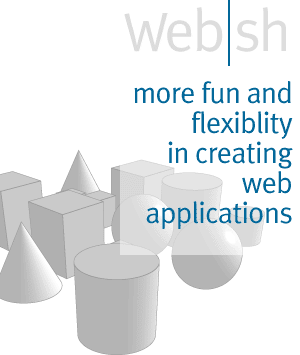 web|sh
more fun and
flexiblity
in creating
web
applications